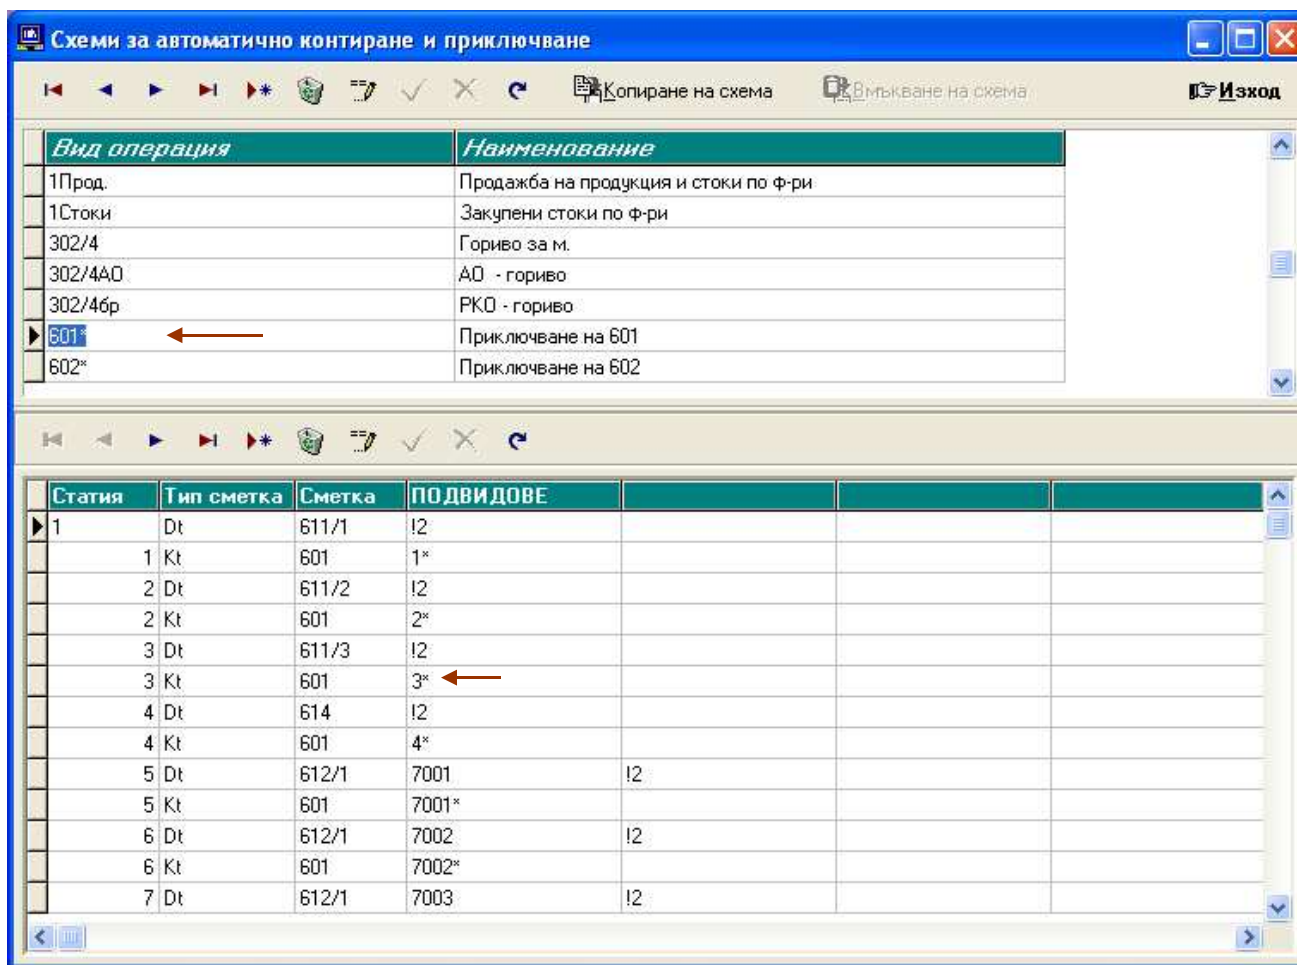 Схеми за автоматично контиране и приключване
Копиране на схема Вмъкване на схема Изход
Вид операция Наименование
1Прод. Продажба на продукция и стоки по ф-ри
1Стоки Закупени стоки по ф-ри
302/4 Гориво за м.
302/4АО АО - гориво
302/4бр РКО - гориво
601* Приключване на 601
602* Приключване на 602
Статия Тип сметка Сметка ПОДВИДОВЕ
1 Dt 611/1 !2
1 Kt 601 1*
2 Dt 611/2 !2
2 Kt 601 2*
3 Dt 611/3 !2
3 Kt 601 3*
4 Dt 614 !2
4 Kt 601 4*
5 Dt 612/1 7001 !2
5 Kt 601 7001*
6 Dt 612/1 7002 !2
6 Kt 601 7002*
7 Dt 612/1 7003 !2